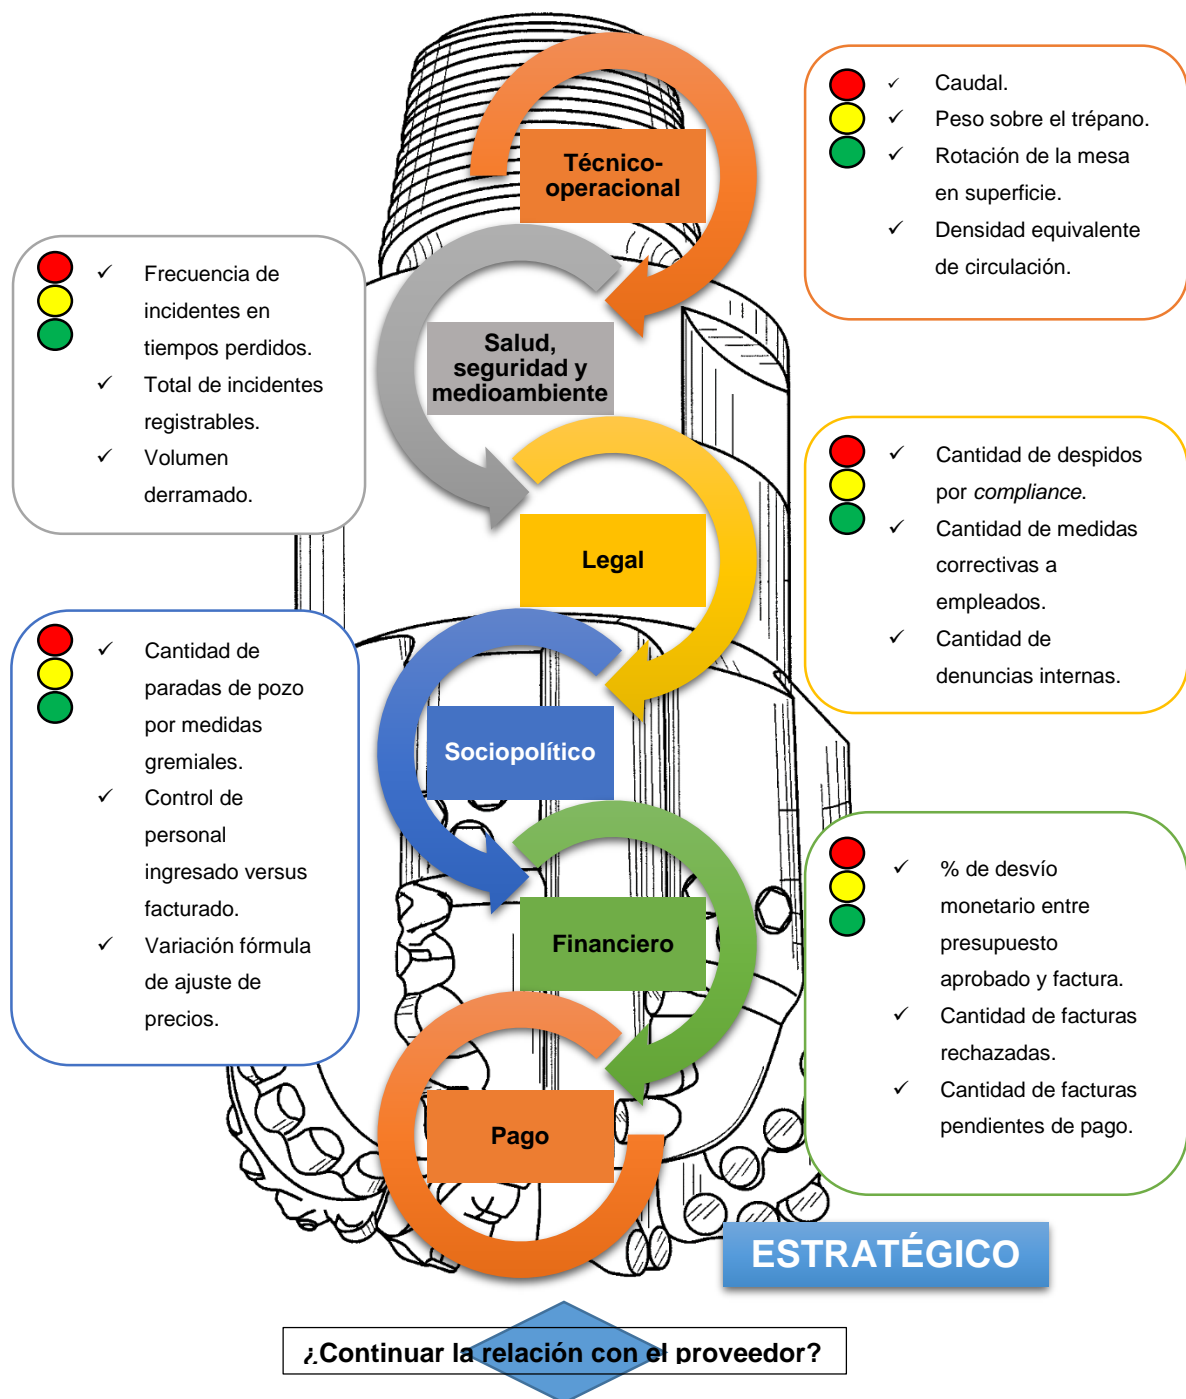 Técnico-
operacional
✓ Caudal.
✓ Peso sobre el trépano.
✓ Rotación de la mesa
en superficie.
✓ Densidad equivalente
de circulación.
Salud,
seguridad y
medioambiente
✓ Frecuencia de
incidentes en
tiempos perdidos.
✓ Total de incidentes
registrables.
✓ Volumen
derramado.
Legal
✓ Cantidad de despidos
por compliance.
✓ Cantidad de medidas
correctivas a
empleados.
✓ Cantidad de
denuncias internas.
Sociopolítico
✓ Cantidad de
paradas de pozo
por medidas
gremiales.
✓ Control de
personal
ingresado versus
facturado.
✓ Variación fórmula
de ajuste de
precios.
Financiero
✓ % de desvío
monetario entre
presupuesto
aprobado y factura.
✓ Cantidad de facturas
rechazadas.
✓ Cantidad de facturas
pendientes de pago.
Pago
ESTRATÉGICO
¿Continuar la relación con el proveedor?